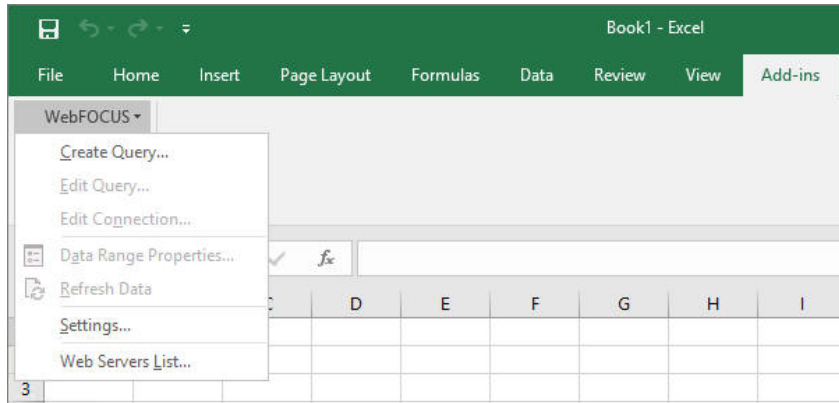 Book1 - Excel
File Home Insert Page Layout Formulas Data Review View Add-ins
WebFOCUS
Create Query...
Edit Query...
Edit Connection...
Data Range Properties...
fx
Refresh Data
D E F G H I
Settings...
Web Servers List...
3